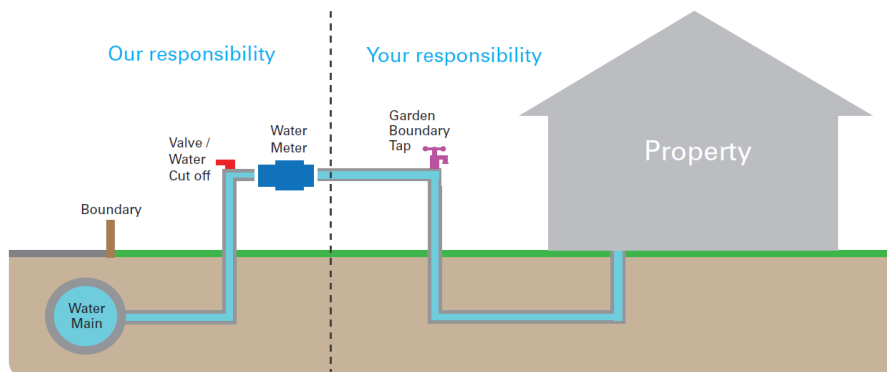 Our responsibility
Your responsibility
Valve /
Water
Cut off
Water
Meter
Garden
Boundary
Tap
Property
Boundary
Water
Main